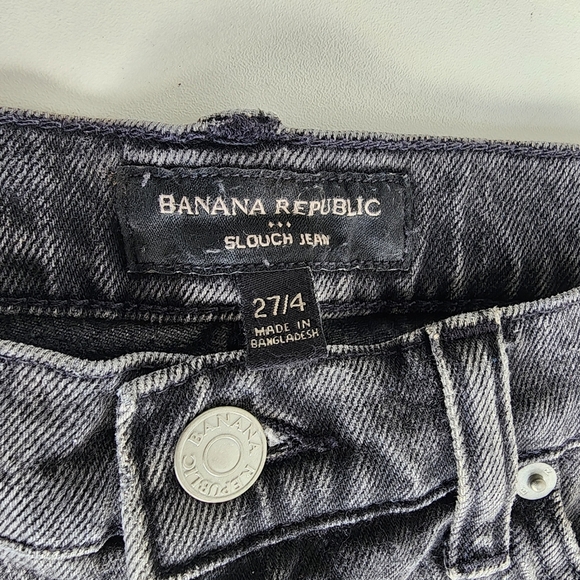 BANANA REPUBLIC
SLOUCH JEAN
27/4
MADE IN
BANGLADESH
BANANA REPUBLIC